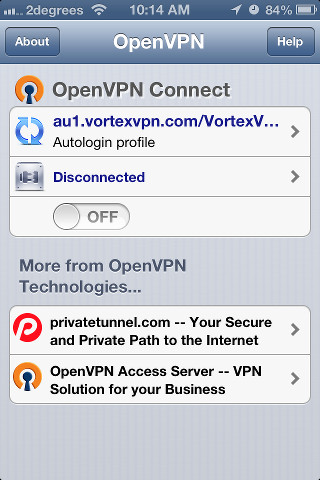 2degrees 10:14 AM 84%
About OpenVPN Help
OpenVPN Connect
au1.vortexvpn.com/VortexV...
Autologin profile
Disconnected
OFF
More from OpenVPN
Technologies...
privatetunnel.com -- Your Secure
and Private Path to the Internet
OpenVPN Access Server -- VPN
Solution for your Business